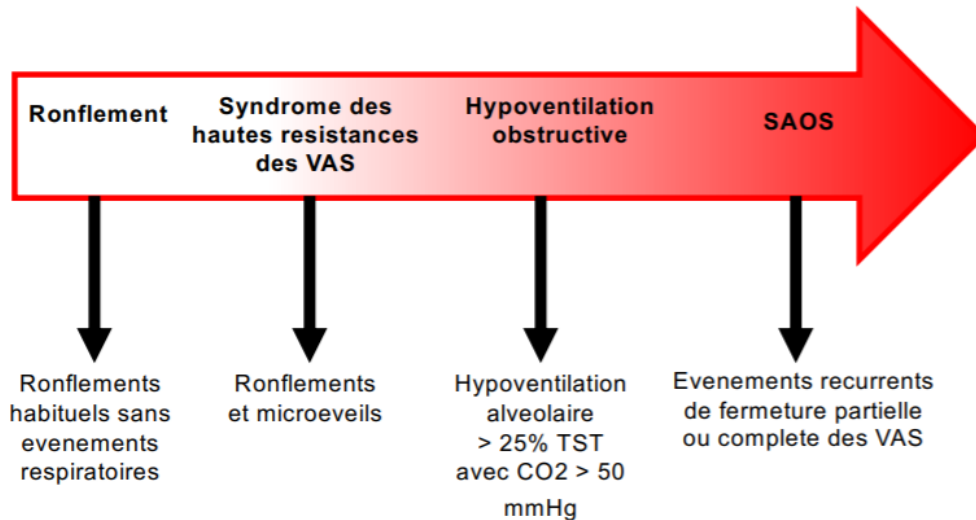 Ronflement
Syndrome des
hautes resistances
des VAS
Hypoventilation
obstructive
SAOS
Ronflements
habituels sans
evenements
respiratoires
Ronflements
et microeveils
Hypoventilation
alveolaire
> 25% TST
avec CO2 > 50
mmHg
Evenements recurrents
de fermeture partielle
ou complete des VAS